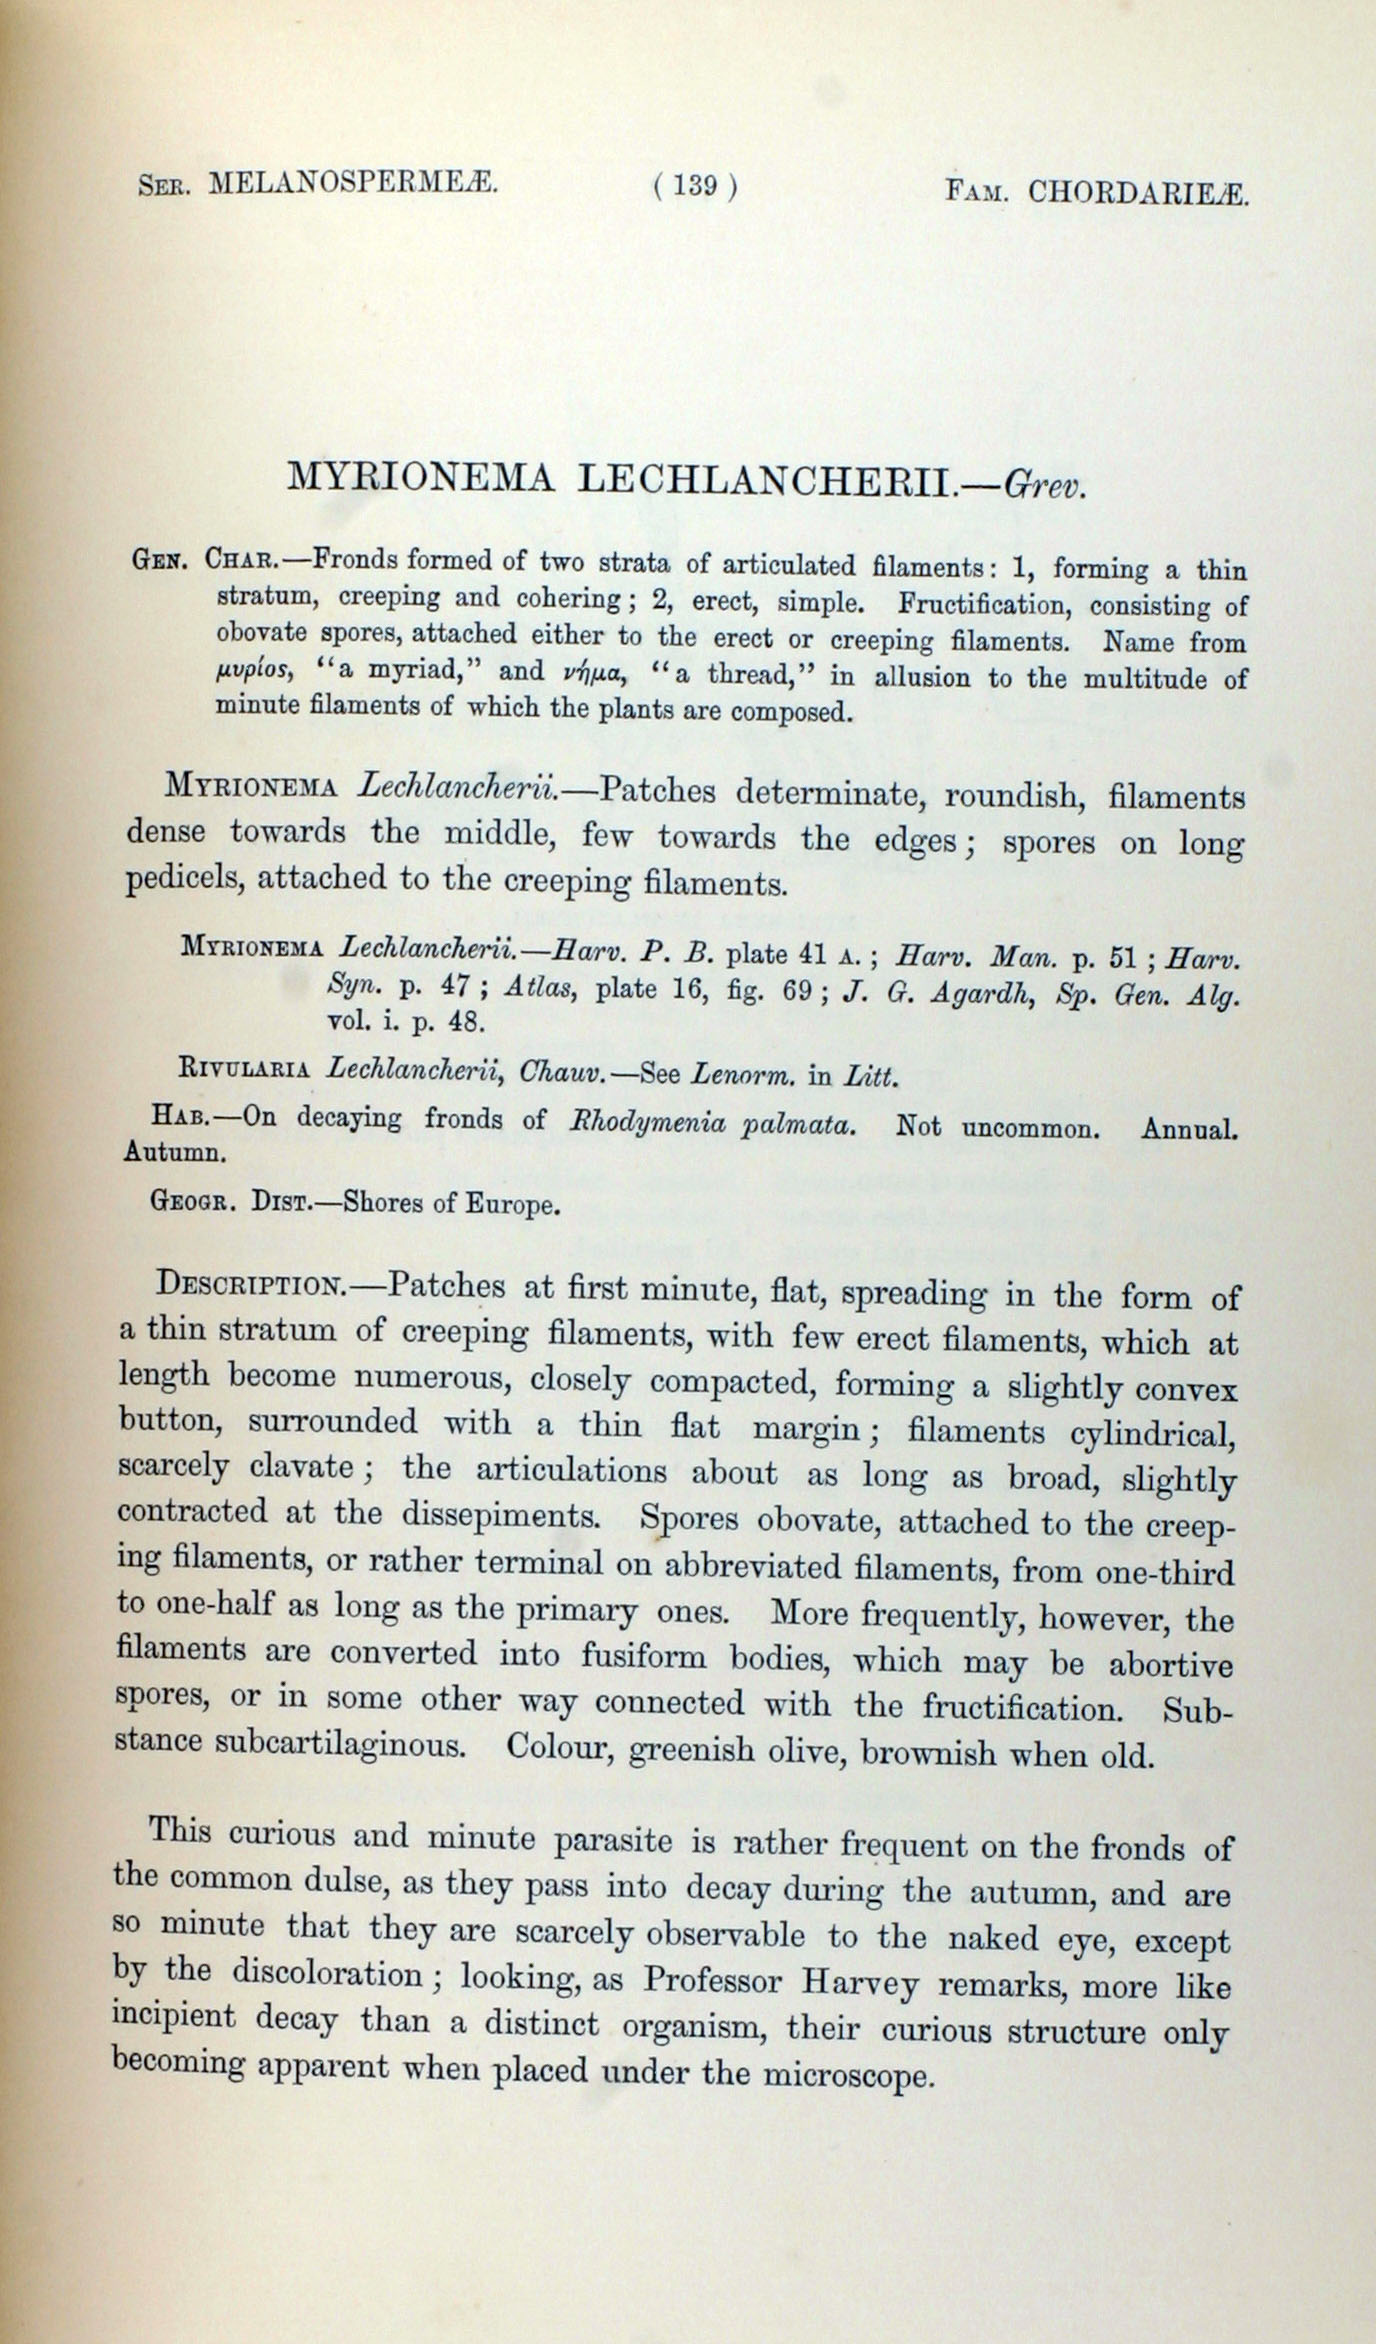 SER. MELANOSPERMEÆ. ( 139 ) FAM. CHORDARIEÆ.
MYRIONEMA LECHLANCHERII.—Grev.
GEN. CHAR.—Fronds formed of two strata of articulated filaments: 1, forming a thin
stratum, creeping and cohering; 2, erect, simple. Fructification, consisting of
obovate spores, attached either to the erect or creeping filaments. Name from
μυρίος, “a myriad,” and νήμα, “a thread,” in allusion to the multitude of
minute filaments of which the plants are composed.
MYRIONEMA Lechlancherii.—Patches determinate, roundish, filaments
dense towards the middle, few towards the edges; spores on long
pedicels, attached to the creeping filaments.
MYRIONEMA Lechlancherii.—Harv. P. B. plate 41 A.; Harv. Man. p. 51; Harv.
Syn. p. 47; Atlas, plate 16, fig. 69; J. G. Agardh, Sp. Gen. Alg.
vol. i. p. 48.
RIVULARIA Lechlancherii, Chauv.—See Lenorm. in Litt.
HAB.—On decaying fronds of Rhodymenia palmata. Not uncommon. Annual.
Autumn.
GEOGR. DIST.—Shores of Europe.
DESCRIPTION.—Patches at first minute, flat, spreading in the form of
a thin stratum of creeping filaments, with few erect filaments, which at
length become numerous, closely compacted, forming a slightly convex
button, surrounded with a thin flat margin; filaments cylindrical,
scarcely clavate; the articulations about as long as broad, slightly
contracted at the dissepiments. Spores obovate, attached to the creep-
ing filaments, or rather terminal on abbreviated filaments, from one-third
to one-half as long as the primary ones. More frequently, however, the
filaments are converted into fusiform bodies, which may be abortive
spores, or in some other way connected with the fructification. Sub-
stance subcartilaginous. Colour, greenish olive, brownish when old.
This curious and minute parasite is rather frequent on the fronds of
the common dulse, as they pass into decay during the autumn, and are
so minute that they are scarcely observable to the naked eye, except
by the discoloration; looking, as Professor Harvey remarks, more like
incipient decay than a distinct organism, their curious structure only
becoming apparent when placed under the microscope.